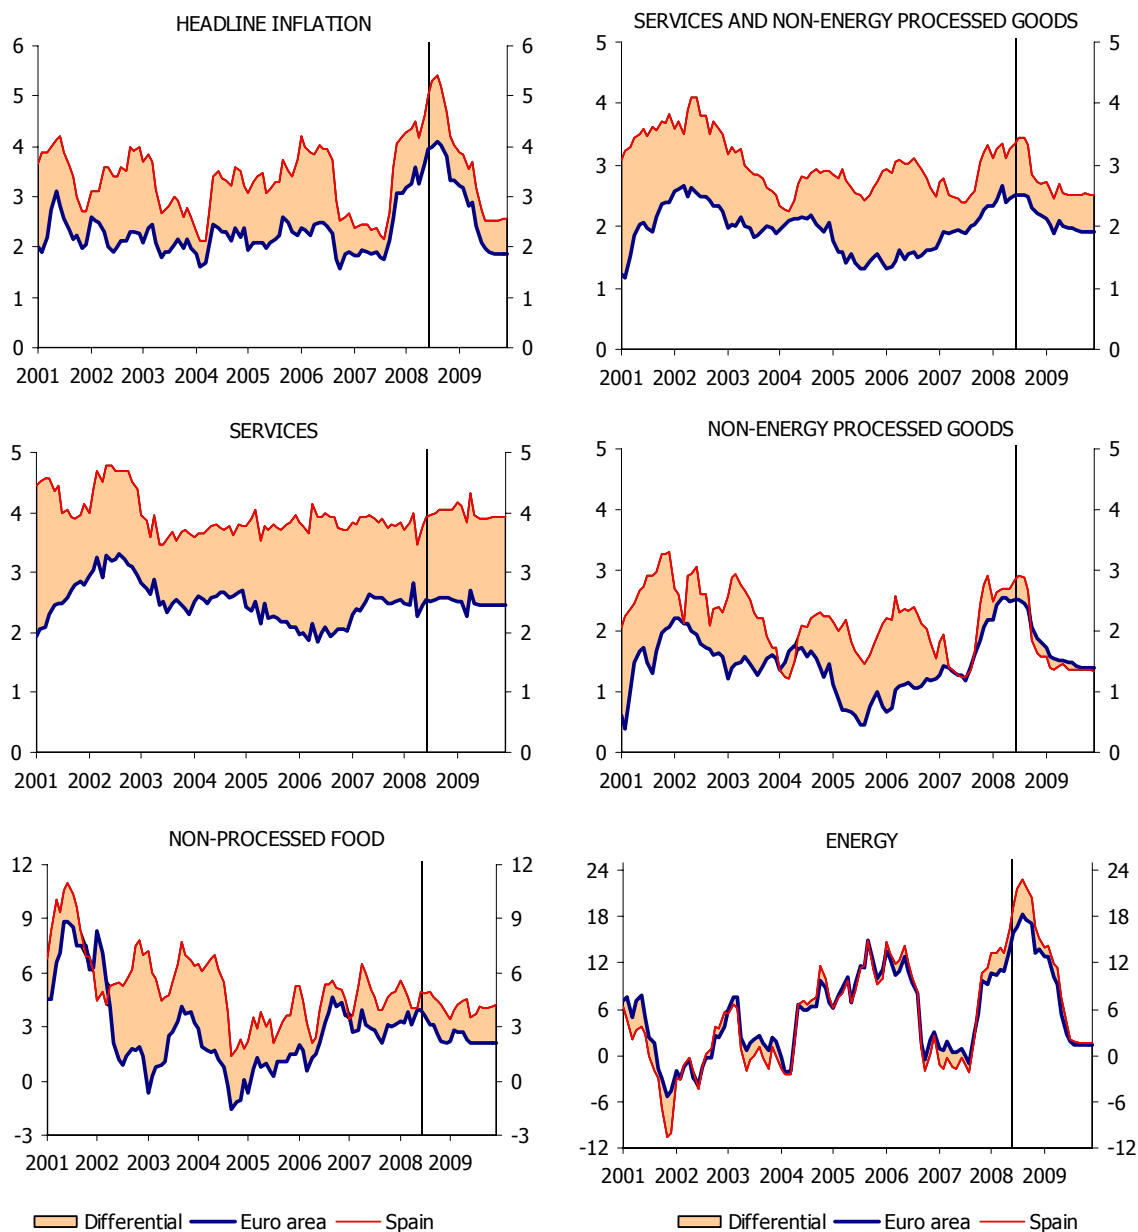 HEADLINE INFLATION
6 6
5 5
4 4
3 3
2 2
1 1
0 0
2001 2002 2003 2004 2005 2006 2007 2008 2009
SERVICES AND NON-ENERGY PROCESSED GOODS
5 5
4 4
3 3
2 2
1 1
0 0
2001 2002 2003 2004 2005 2006 2007 2008 2009
SERVICES
5 5
4 4
3 3
2 2
1 1
0 0
2001 2002 2003 2004 2005 2006 2007 2008 2009
NON-ENERGY PROCESSED GOODS
5 5
4 4
3 3
2 2
1 1
0 0
2001 2002 2003 2004 2005 2006 2007 2008 2009
NON-PROCESSED FOOD
12 12
9 9
6 6
3 3
0 0
-3 -3
2001 2002 2003 2004 2005 2006 2007 2008 2009
ENERGY
24 24
18 18
12 12
6 6
0 0
-6 -6
-12 -12
2001 2002 2003 2004 2005 2006 2007 2008 2009
Differential Euro area Spain
Differential Euro area Spain